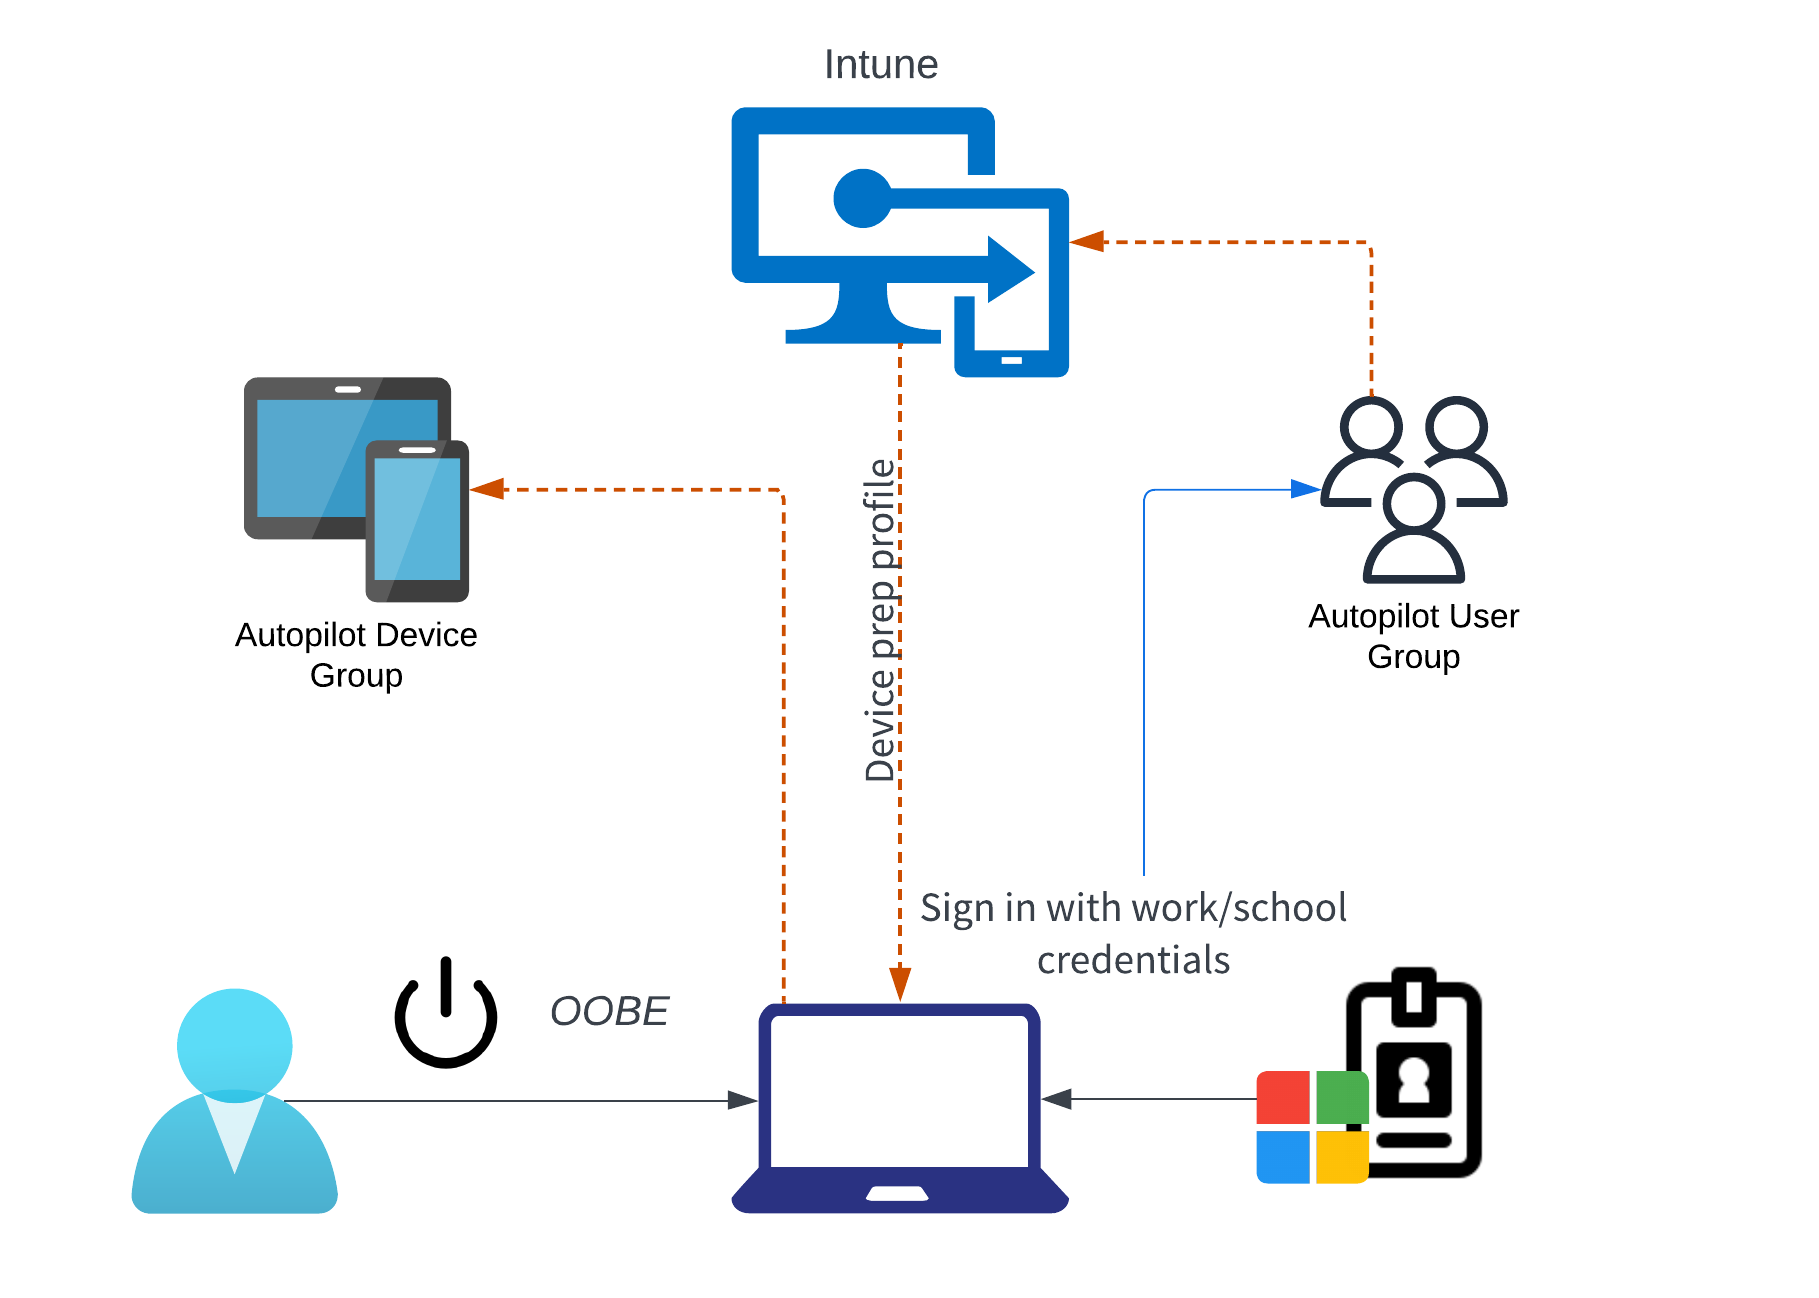 Intune
Device prep profile
Autopilot Device
Group
Autopilot User
Group
Sign in with work/school
credentials
OOBE